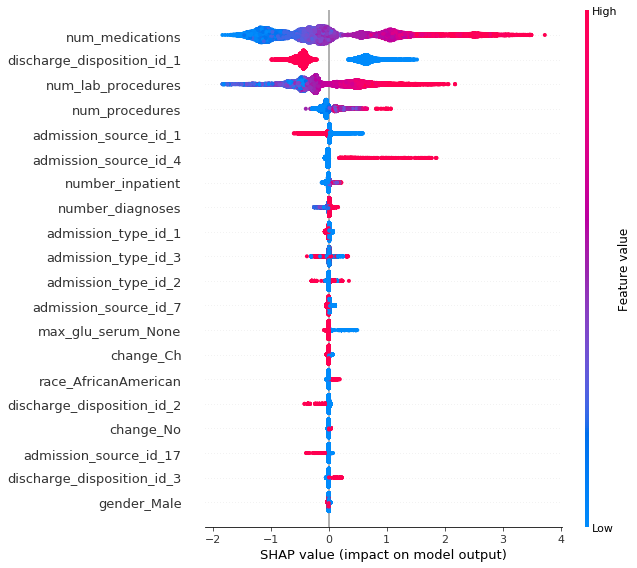 High
num_medications
discharge_disposition_id_1
num_lab_procedures
num_procedures
admission_source_id_1
admission_source_id_4
number_inpatient
number_diagnoses
admission_type_id_1
admission_type_id_3
admission_type_id_2
admission_source_id_7
max_glu_serum_None
change_Ch
race_AfricanAmerican
discharge_disposition_id_2
change_No
admission_source_id_17
discharge_disposition_id_3
gender_Male
Feature value
Low
−2 −1 0 1 2 3 4
SHAP value (impact on model output)